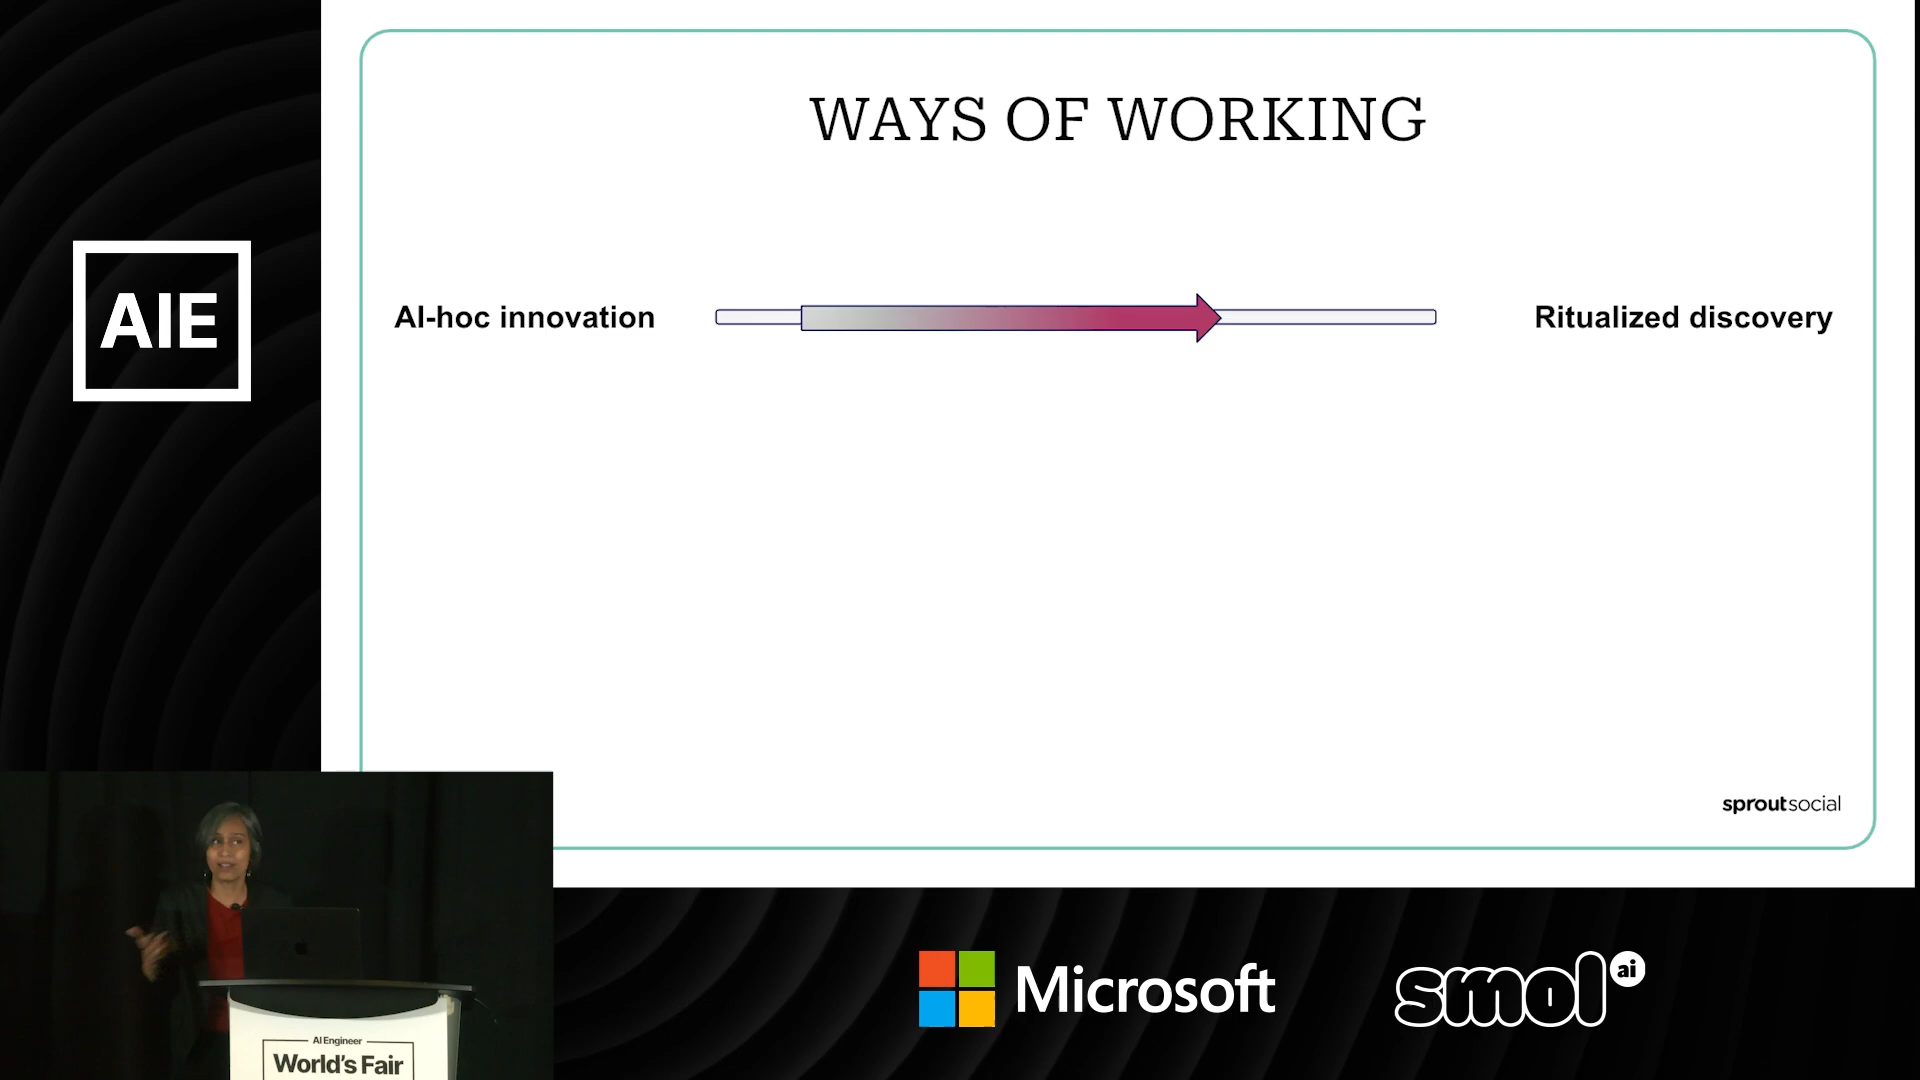 WAYS OF WORKING
AI-hoc innovation
Ritualized discovery
AIE
sproutsocial
AI Engineer
World's Fair
Microsoft
smol ai